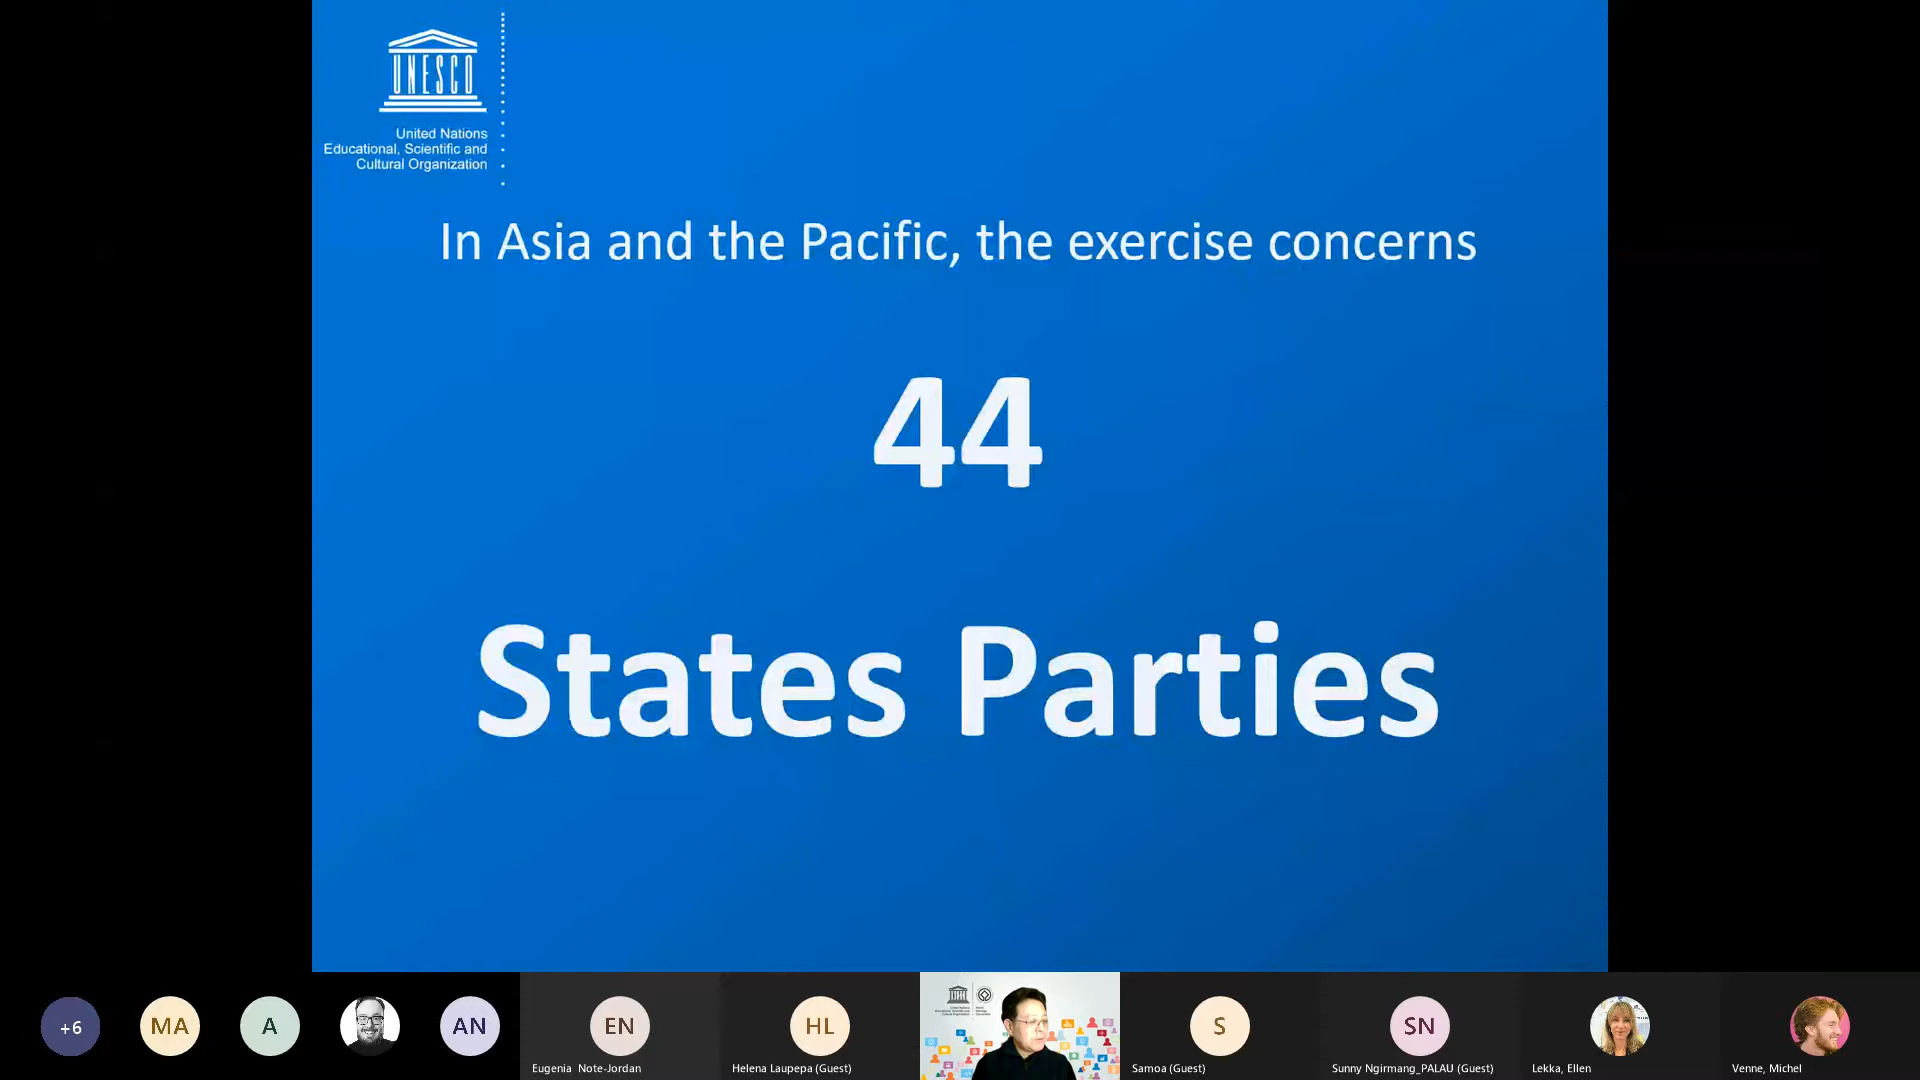 UNESCO
United Nations
Educational, Scientific and
Cultural Organization
In Asia and the Pacific, the exercise concerns
44
States Parties
+6
MA
A
AN
EN
HL
S
SN
Eugenia Note-Jordan
Helena Laupepa (Guest)
Samoa (Guest)
Sunny Ngirmang_PALAU (Guest)
Lekka, Ellen
Venne, Michel